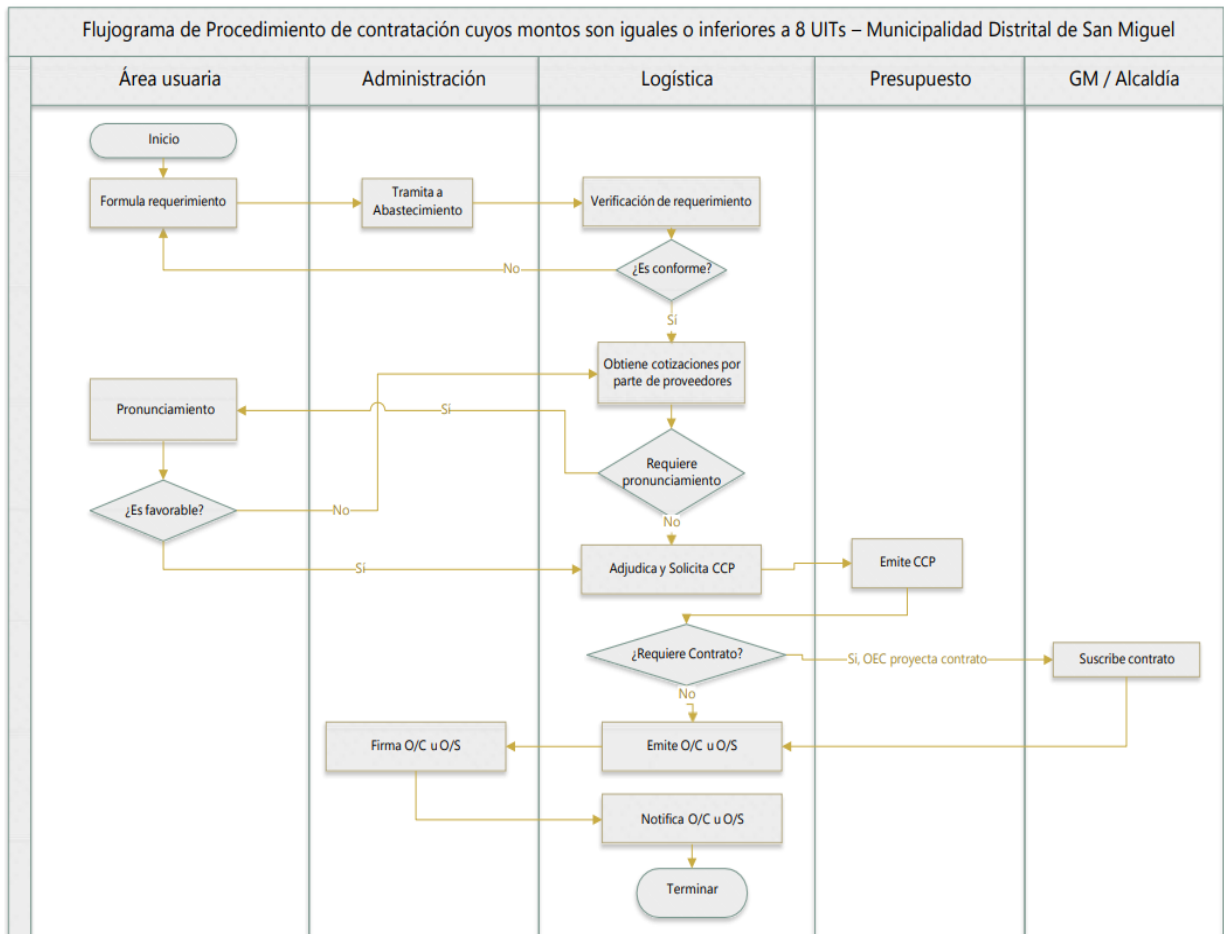 Flujograma de Procedimiento de contratación cuyos montos son iguales o inferiores a 8 UITs – Municipalidad Distrital de San Miguel
Área usuaria
Administración
Logística
Presupuesto
GM / Alcaldía
Inicio
Formula requerimiento
Tramita a
Abastecimiento
Verificación de requerimiento
No
¿Es conforme?
Sí
Obtiene cotizaciones por
parte de proveedores
Pronunciamiento
Sí
Requiere
pronunciamiento
¿Es favorable?
No
No
Sí
Adjudica y Solicita CCP
Emite CCP
¿Requiere Contrato?
Si, OEC proyecta contrato
Suscribe contrato
No
Firma O/C u O/S
Emite O/C u O/S
Notifica O/C u O/S
Terminar